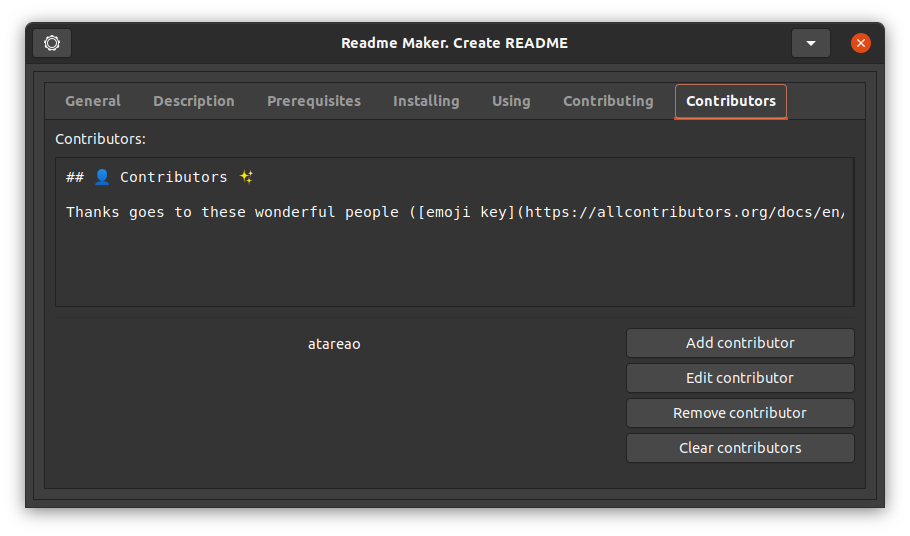 Readme Maker. Create README
General Description Prerequisites Installing Using Contributing Contributors
Contributors:
## 👤 Contributors ✨
Thanks goes to these wonderful people ([emoji key](https://allcontributors.org/docs/en/
atareao
Add contributor
Edit contributor
Remove contributor
Clear contributors